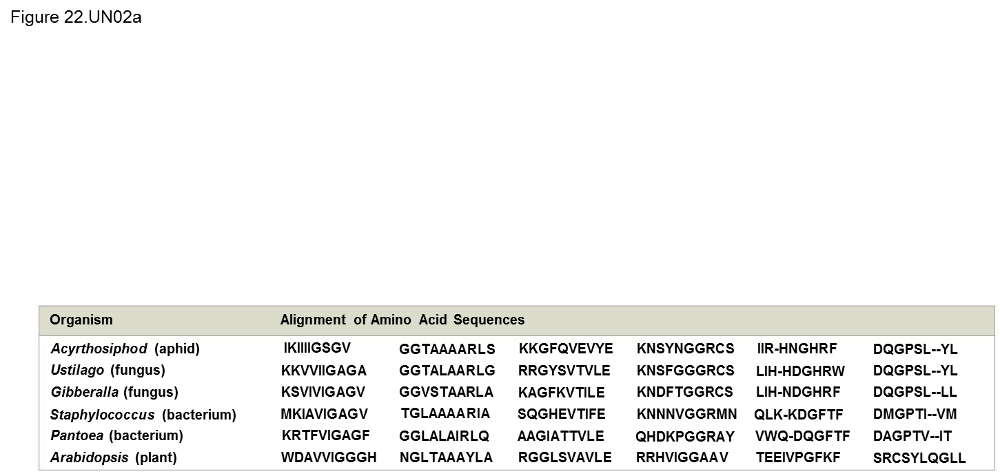 Figure 22.UN02a
Organism Alignment of Amino Acid Sequences
Acyrthosiphod (aphid) IKIIIIGSGV GGTAAAARLS KKGFQVEVYE KNSYNGGRCS IIR-HNGHRF DQGPSL--YL
Ustilago (fungus) KKVVIIGAGA GGTALAARLG RRGYSVTVLE KNSFGGGRCS LIH-HDGHRW DQGPSL--YL
Gibberalla (fungus) KSVIVIGAGV GGVSTAARLA KAGFKVTILE KNDFTGGRCS LIH-NDGHRF DQGPSL--LL
Staphylococcus (bacterium) MKIAVIGAGV TGLAAAARIA SQGHEVTIFE KNNNVGGRMN QLK-KDGFTF DMGPTI--VM
Pantoea (bacterium) KRTFVIGAGF GGLALAIRLQ AAGIATTVLE QHDKPGGRAY VWQ-DQGFTF DAGPTV--IT
Arabidopsis (plant) WDAVVIGGGH NGLTAAAYLA RGGLSVAVLE RRHVIGGAAV TEEIVPGFKF SRCSYLQGLL